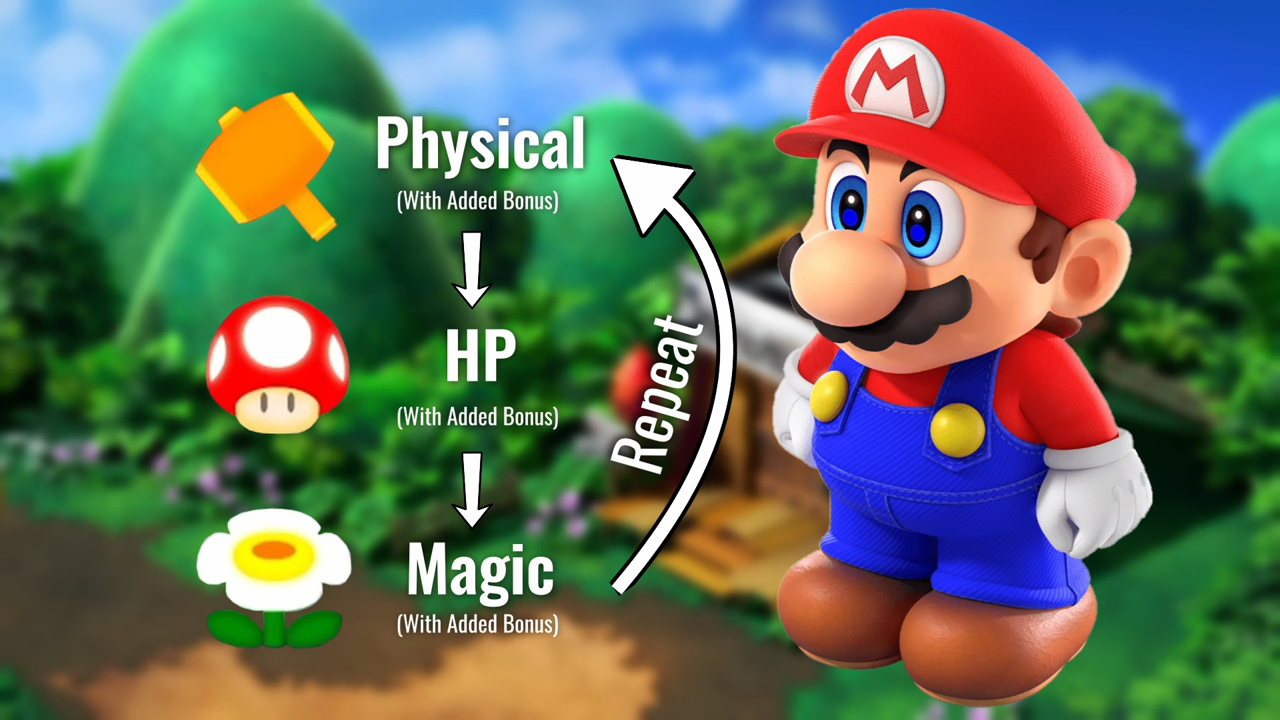 Physical
(With Added Bonus)
HP
(With Added Bonus)
Magic
(With Added Bonus)
Repeat
M